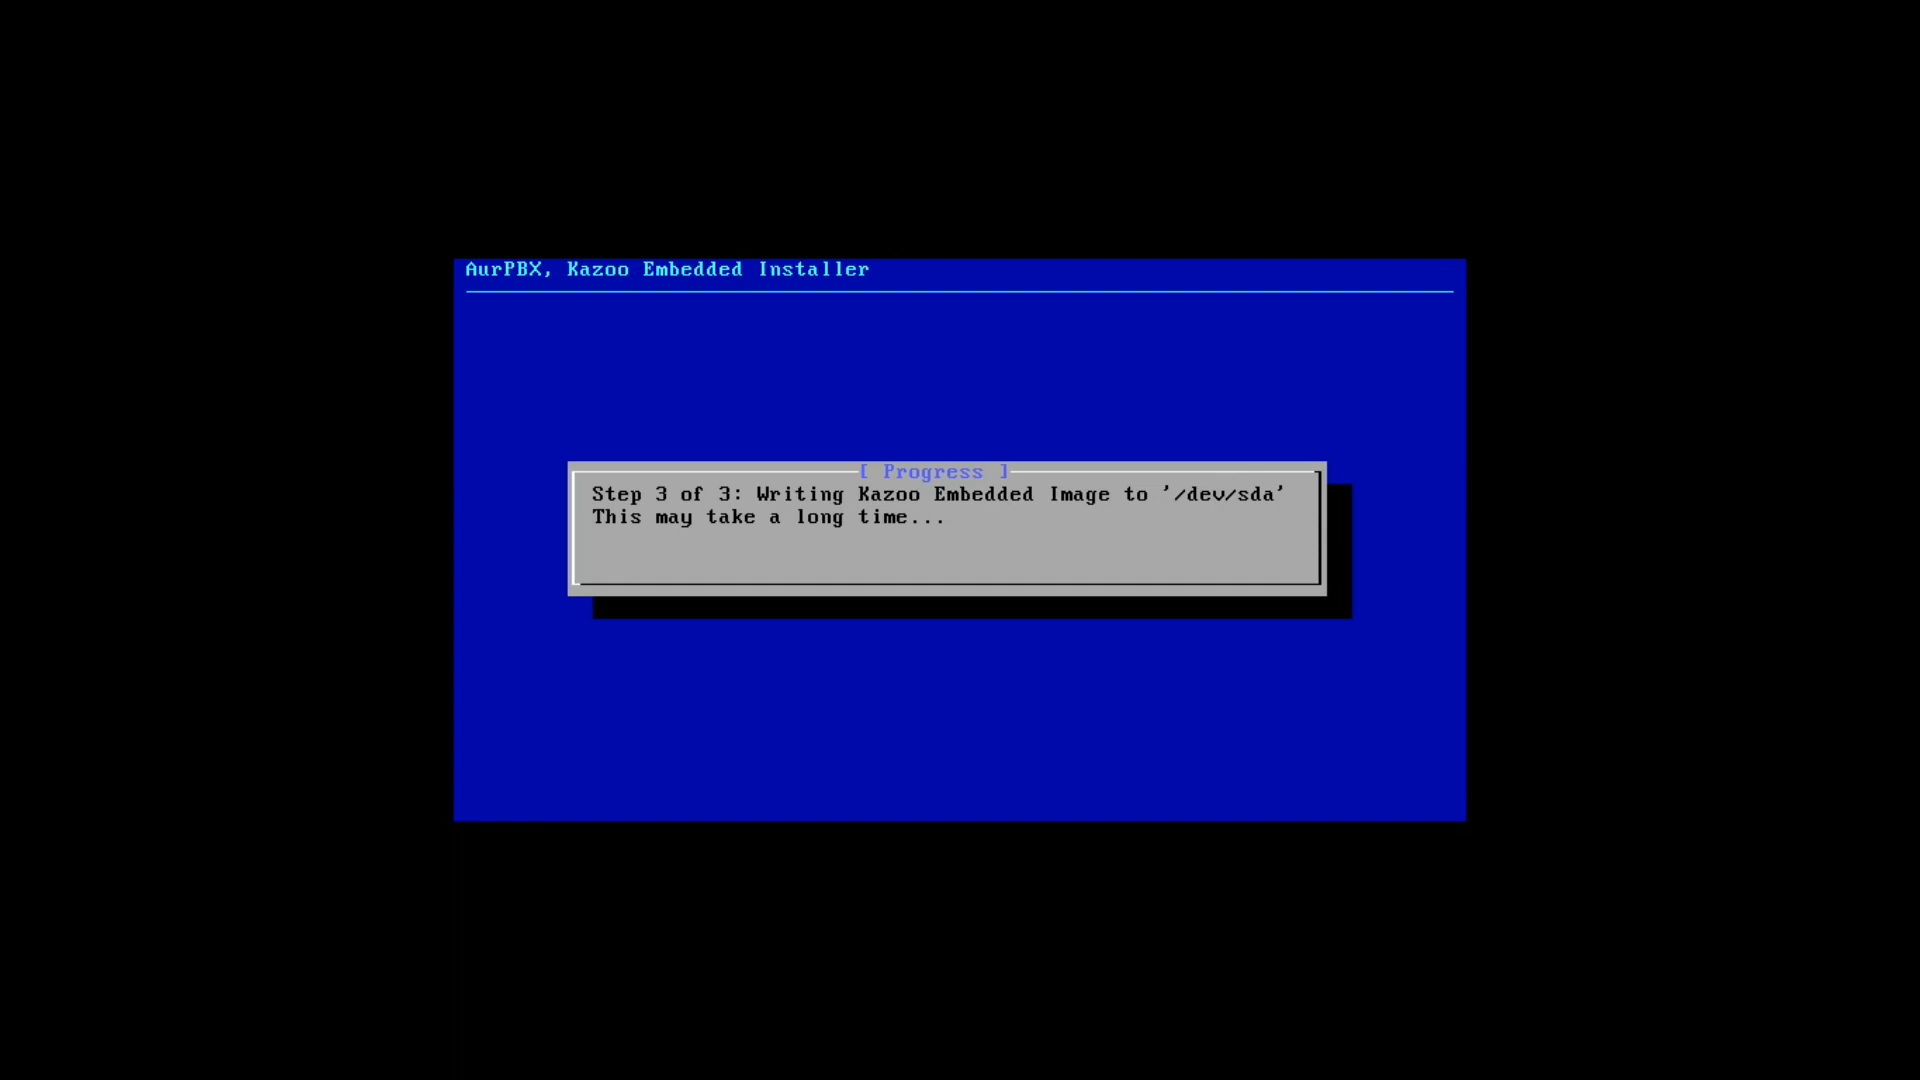 AurPBX, Kazoo Embedded Installer
[ Progress ]
Step 3 of 3: Writing Kazoo Embedded Image to '/dev/sda'
This may take a long time...